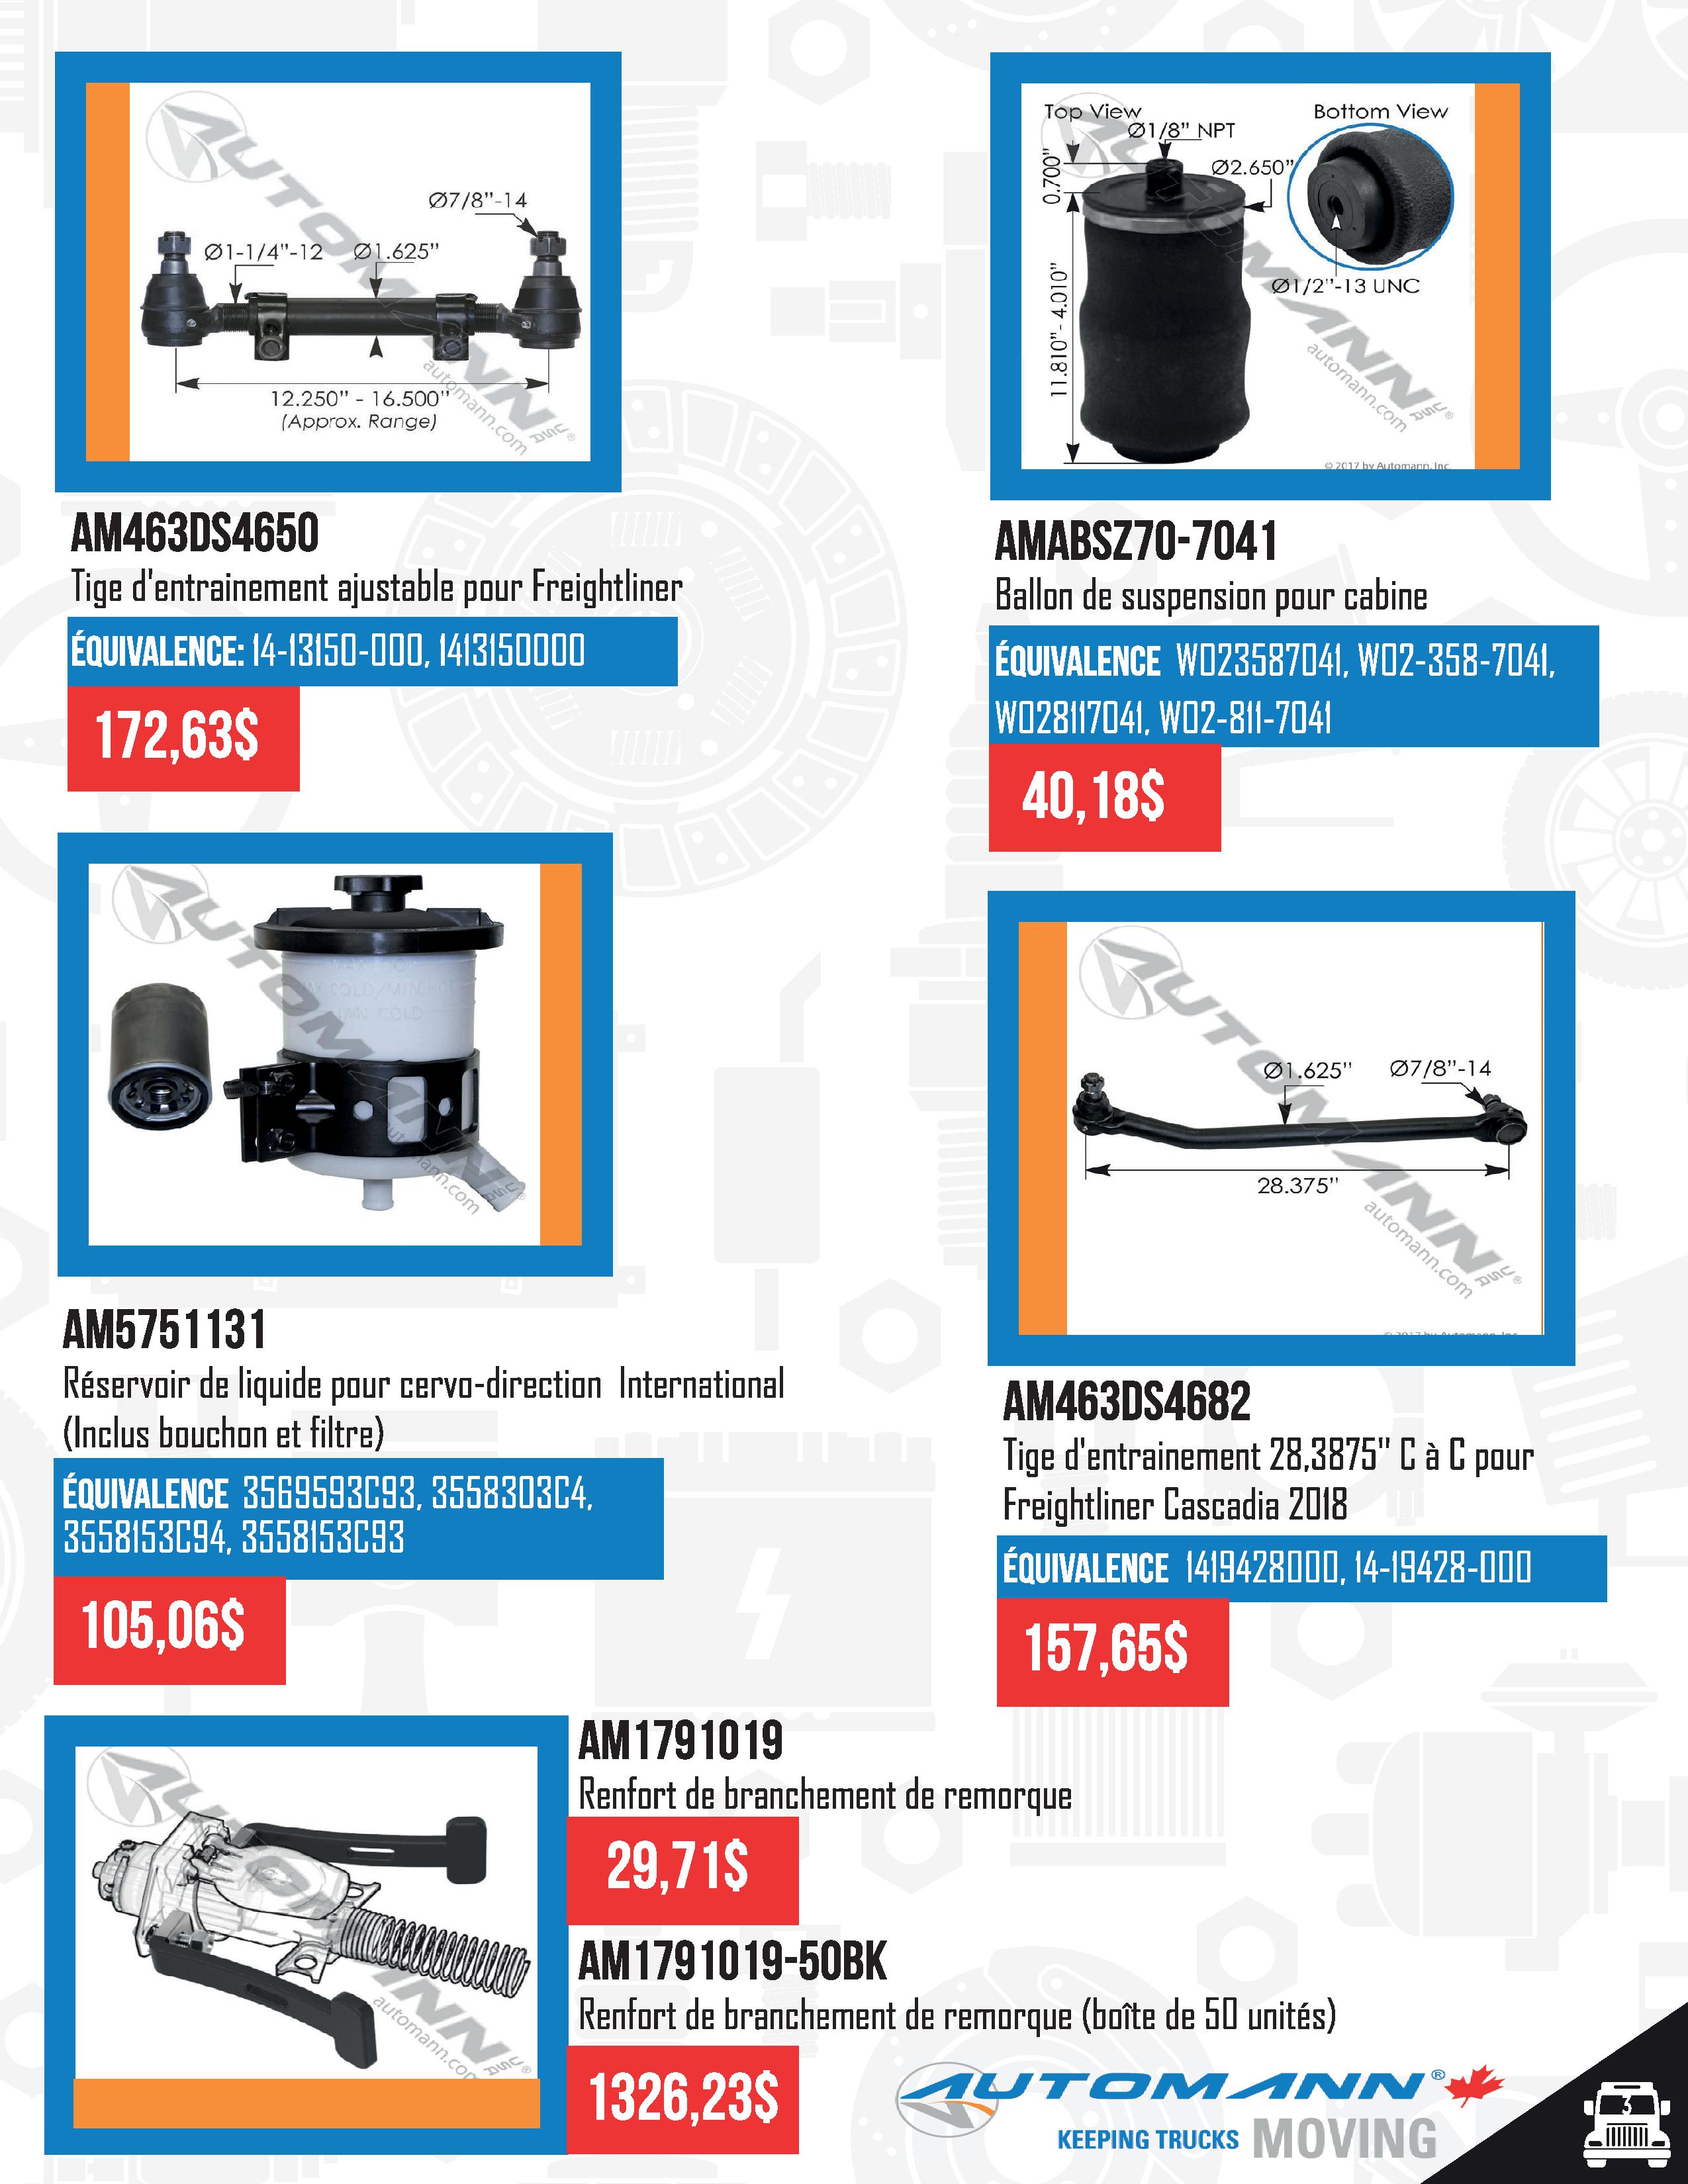 AUTOMANN
Ø7/8"-14
Ø1-1/4"-12
Ø1.625"
12.250" - 16.500"
(Approx. Range)
automann.com
AM463DS4650
Tige d'entrainement ajustable pour Freightliner
ÉQUIVALENCE: 14-13150-000, 1413150000
172,63$
Top View
Bottom View
Ø1/8" NPT
Ø2.650"
0.700"
11.810"- 4.010"
Ø1/2"-13 UNC
AUTOMANN
automann.com
© 2017 by Automann, Inc.
AMABSZ70-7041
Ballon de suspension pour cabine
ÉQUIVALENCE W023587041, W02-358-7041,
W028117041, W02-811-7041
40,18$
AUTOMANN
automann.com
AM5751131
Réservoir de liquide pour cervo-direction International
(Inclus bouchon et filtre)
ÉQUIVALENCE 3569593C93, 3558303C4,
3558153C94, 3558153C93
105,06$
AUTOMANN
Ø1.625"
Ø7/8"-14
28.375"
automann.com
AM463DS4682
Tige d'entrainement 28,3875" C à C pour
Freightliner Cascadia 2018
ÉQUIVALENCE 1419428000, 14-19428-000
157,65$
AUTOMANN
automann.com
AM1791019
Renfort de branchement de remorque
29,71$
AM1791019-50BK
Renfort de branchement de remorque (boîte de 50 unités)
1326,23$
AUTOMANN®
KEEPING TRUCKS MOVING
3